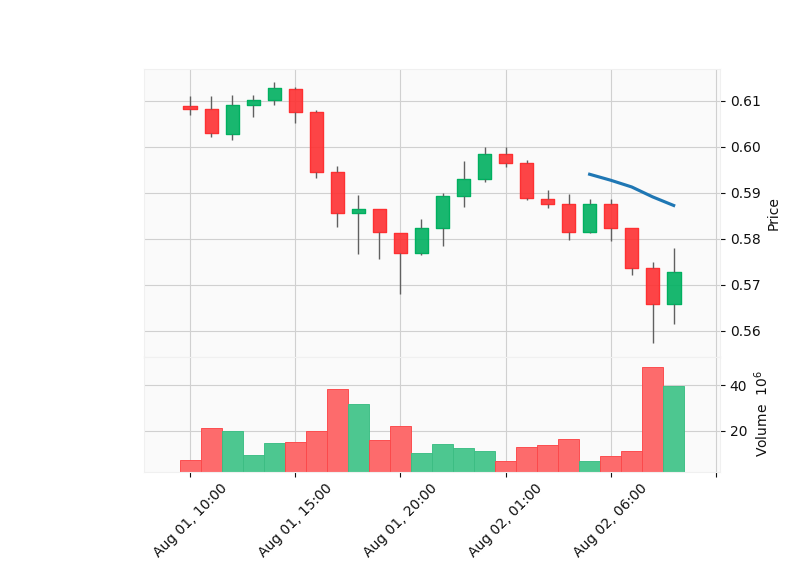 0.61
0.60
0.59
0.58
0.57
0.56
Price
40
20
Volume 10^6
Aug 01, 10:00
Aug 01, 15:00
Aug 01, 20:00
Aug 02, 01:00
Aug 02, 06:00